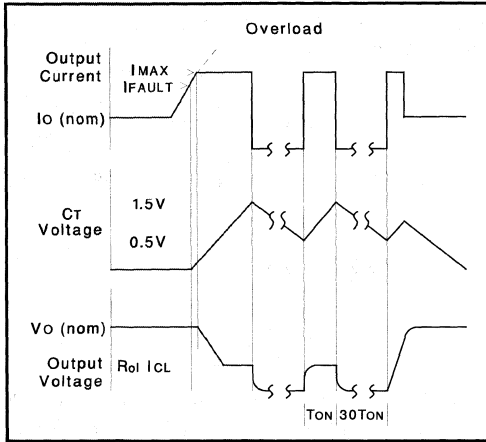 Overload
Output
Current
IMAX
IFAULT
IO (nom)
CT
Voltage
1.5V
0.5V
VO (nom)
Output
Voltage
Rol ICL
TON 30TON